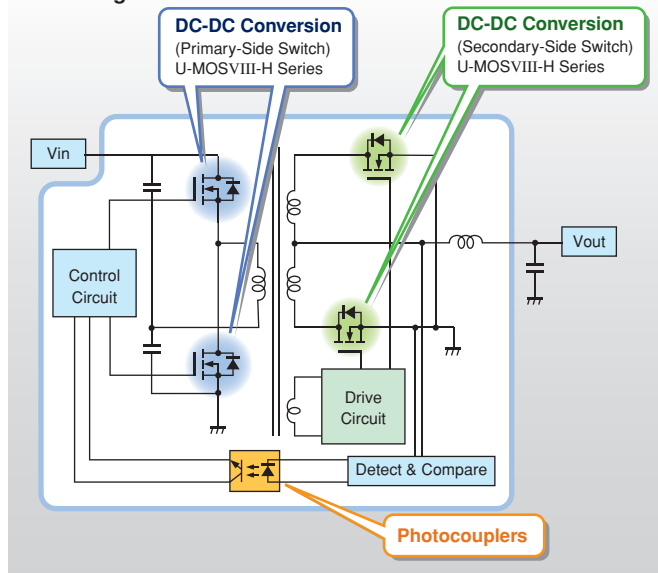 DC-DC Conversion
(Primary-Side Switch)
U-MOSVIII-H Series
DC-DC Conversion
(Secondary-Side Switch)
U-MOSVIII-H Series
Vin
Vout
Control
Circuit
Drive
Circuit
Detect & Compare
Photocouplers